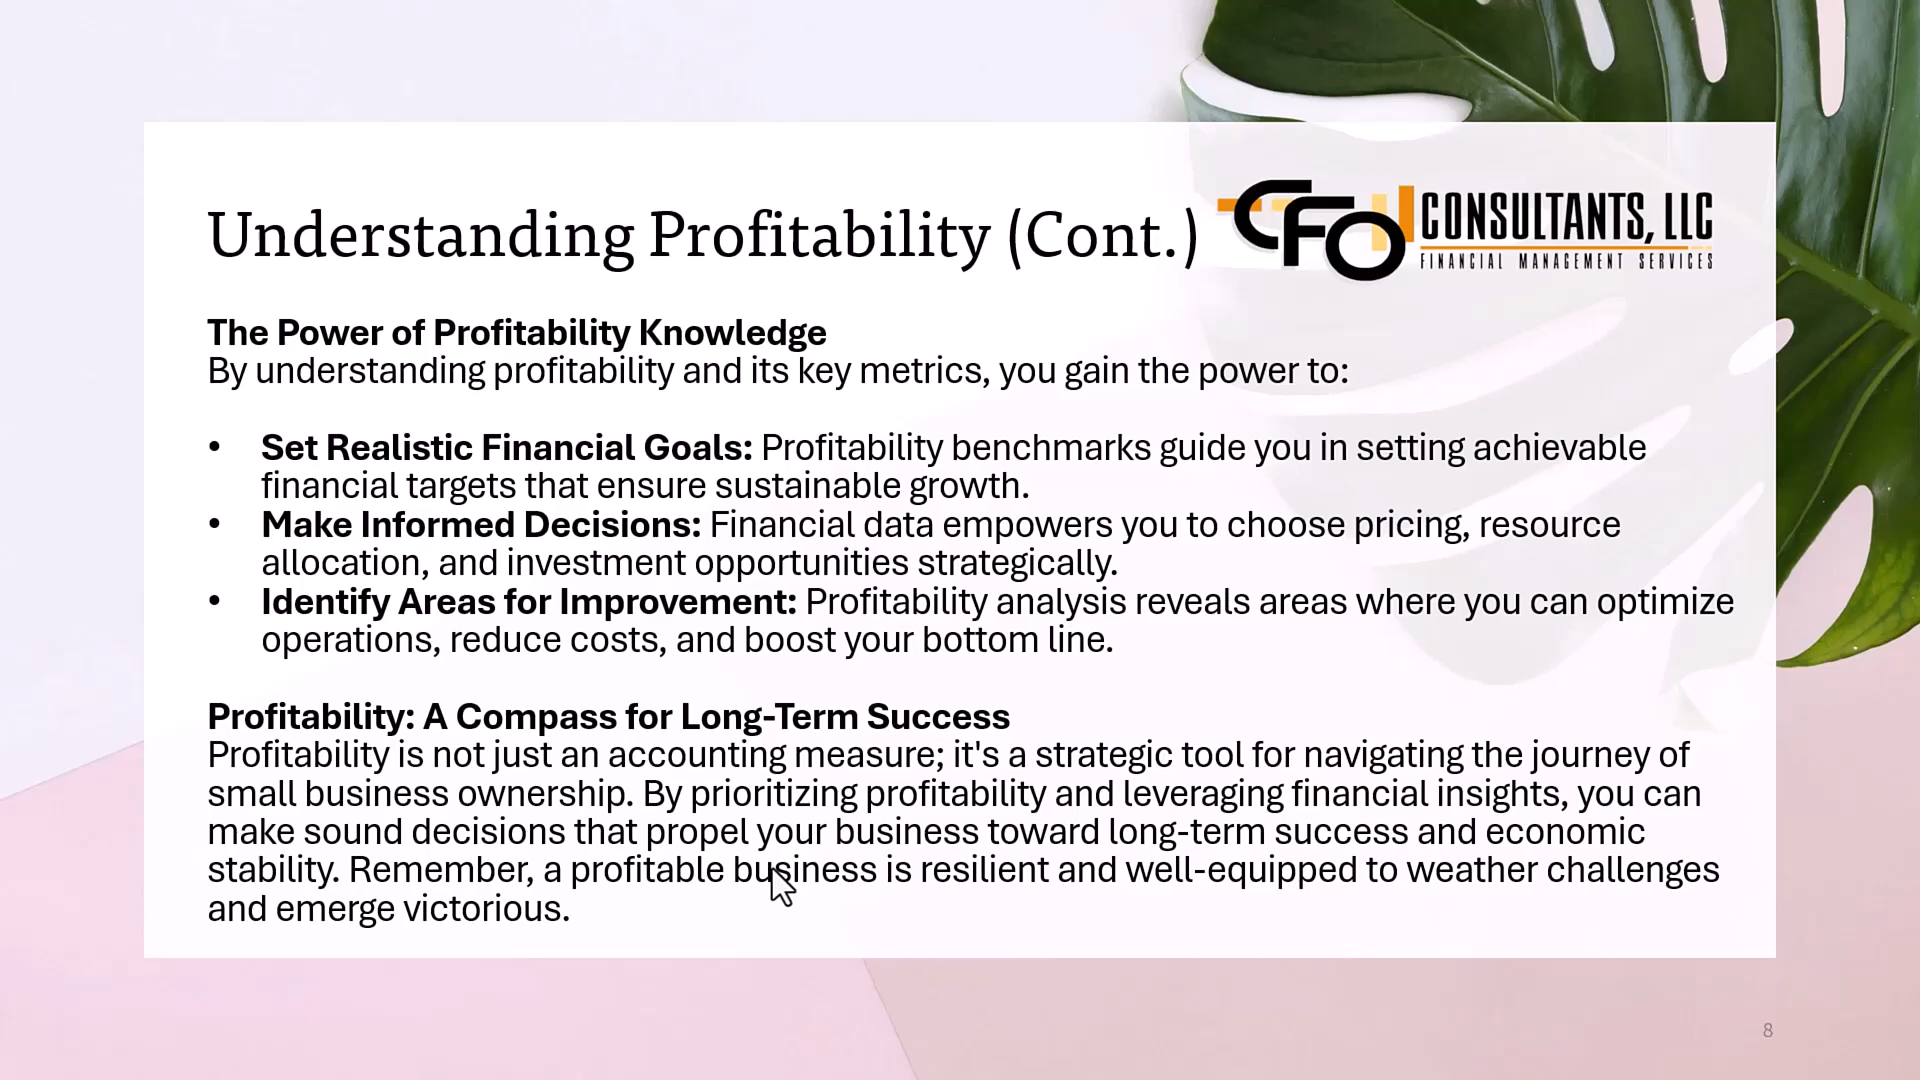 Understanding Profitability (Cont.)
CFO CONSULTANTS, LLC
FINANCIAL MANAGEMENT SERVICES
The Power of Profitability Knowledge
By understanding profitability and its key metrics, you gain the power to:
• Set Realistic Financial Goals: Profitability benchmarks guide you in setting achievable
financial targets that ensure sustainable growth.
• Make Informed Decisions: Financial data empowers you to choose pricing, resource
allocation, and investment opportunities strategically.
• Identify Areas for Improvement: Profitability analysis reveals areas where you can optimize
operations, reduce costs, and boost your bottom line.
Profitability: A Compass for Long-Term Success
Profitability is not just an accounting measure; it's a strategic tool for navigating the journey of
small business ownership. By prioritizing profitability and leveraging financial insights, you can
make sound decisions that propel your business toward long-term success and economic
stability. Remember, a profitable business is resilient and well-equipped to weather challenges
and emerge victorious.
8